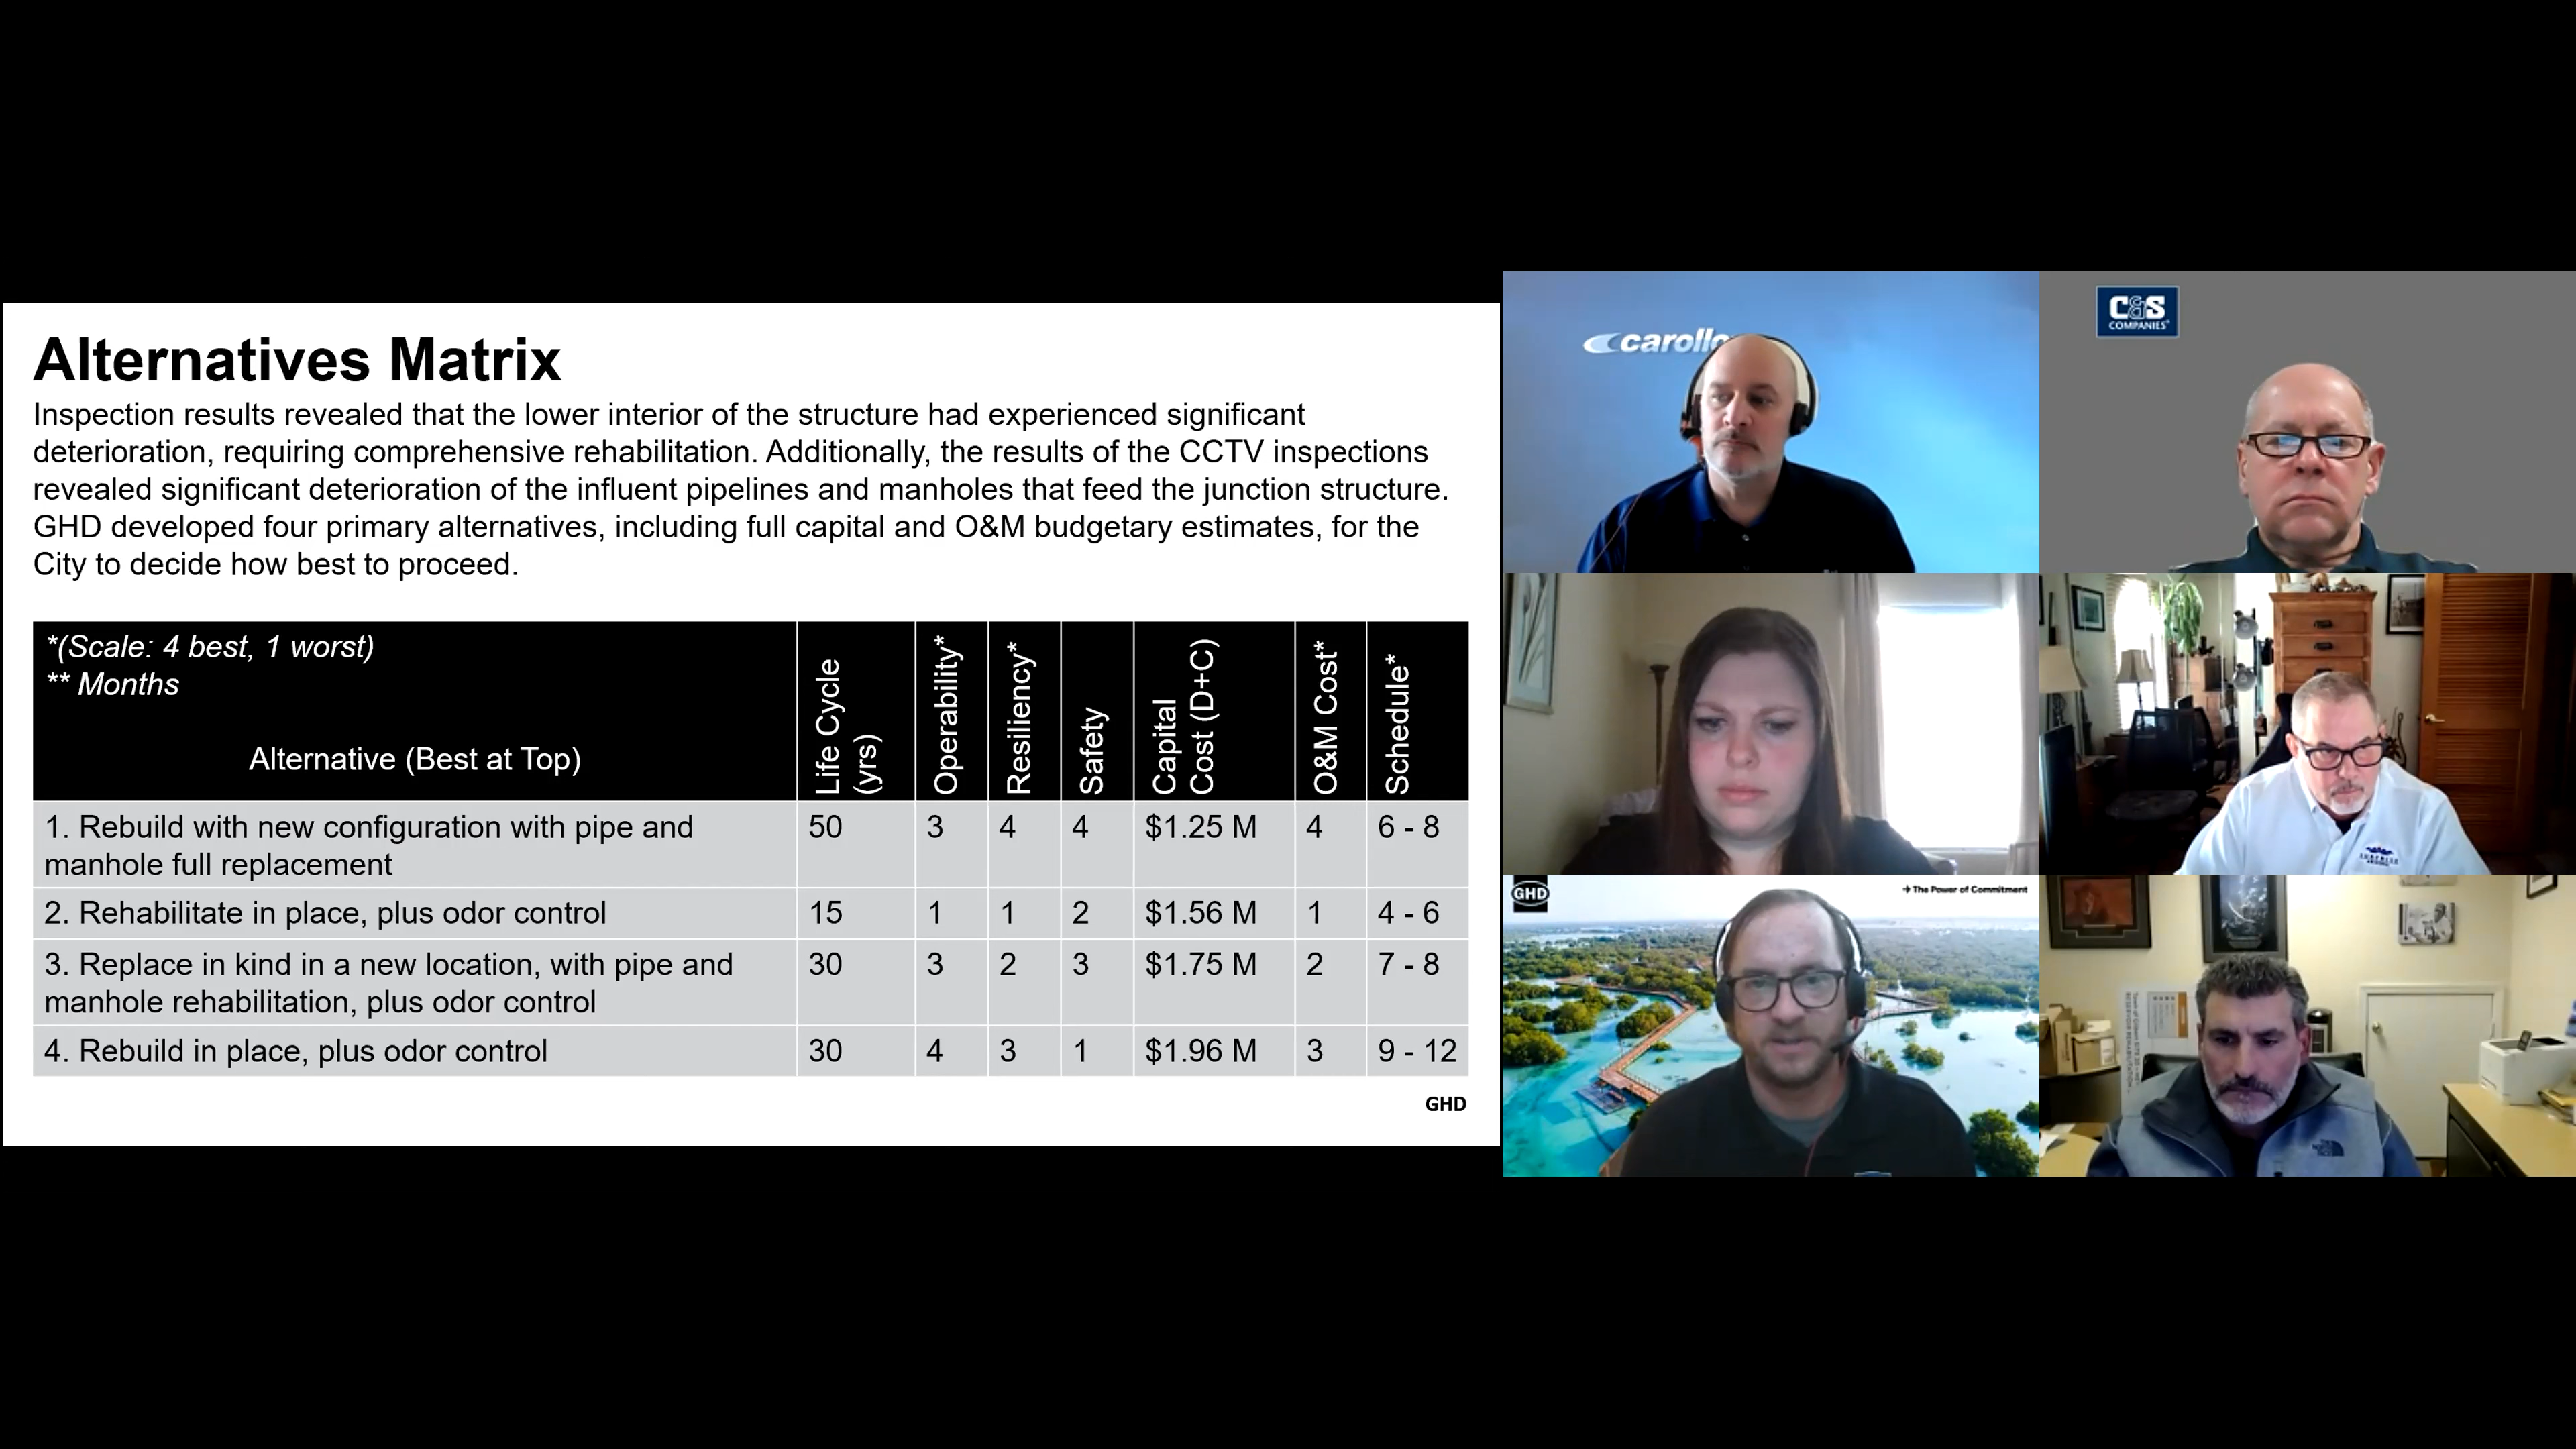 Alternatives Matrix
Inspection results revealed that the lower interior of the structure had experienced significant
deterioration, requiring comprehensive rehabilitation. Additionally, the results of the CCTV inspections
revealed significant deterioration of the influent pipelines and manholes that feed the junction structure.
GHD developed four primary alternatives, including full capital and O&M budgetary estimates, for the
City to decide how best to proceed.
*(Scale: 4 best, 1 worst)
** Months
Alternative (Best at Top)
Life Cycle
(yrs)
Operability*
Resiliency*
Safety
Capital
Cost (D+C)
O&M Cost*
Schedule*
1. Rebuild with new configuration with pipe and
manhole full replacement
50 3 4 4 $1.25 M 4 6 - 8
2. Rehabilitate in place, plus odor control 15 1 1 2 $1.56 M 1 4 - 6
3. Replace in kind in a new location, with pipe and
manhole rehabilitation, plus odor control
30 3 2 3 $1.75 M 2 7 - 8
4. Rebuild in place, plus odor control 30 4 3 1 $1.96 M 3 9 - 12
GHD
carollo
C&S
COMPANIES
SURPRISE
GHD
→ The Power of Commitment
THE
NORTH
FACE